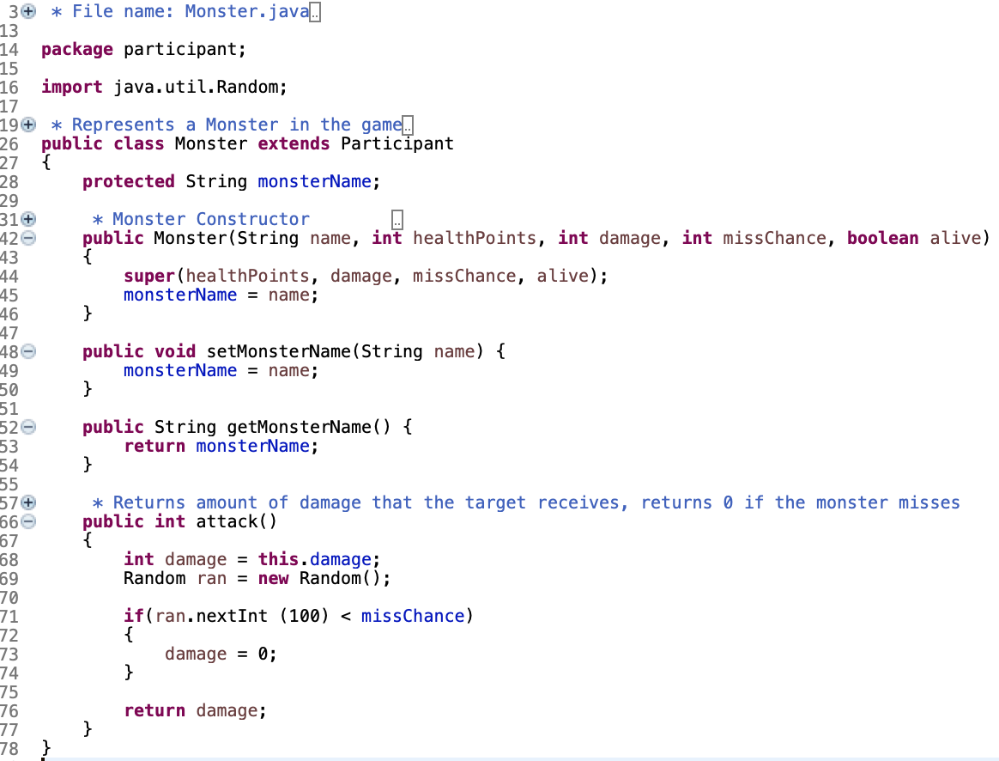 3 * File name: Monster.java..
13
14 package participant;
15
16 import java.util.Random;
17
19 * Represents a Monster in the game..
26 public class Monster extends Participant
27 {
28     protected String monsterName;
29
31      * Monster Constructor        ..
42     public Monster(String name, int healthPoints, int damage, int missChance, boolean alive)
43     {
44         super(healthPoints, damage, missChance, alive);
45         monsterName = name;
46     }
47
48     public void setMonsterName(String name) {
49         monsterName = name;
50     }
51
52     public String getMonsterName() {
53         return monsterName;
54     }
55
57      * Returns amount of damage that the target receives, returns 0 if the monster misses
66     public int attack()
67     {
68         int damage = this.damage;
69         Random ran = new Random();
70
71         if(ran.nextInt (100) < missChance)
72         {
73             damage = 0;
74         }
75
76         return damage;
77     }
78 }